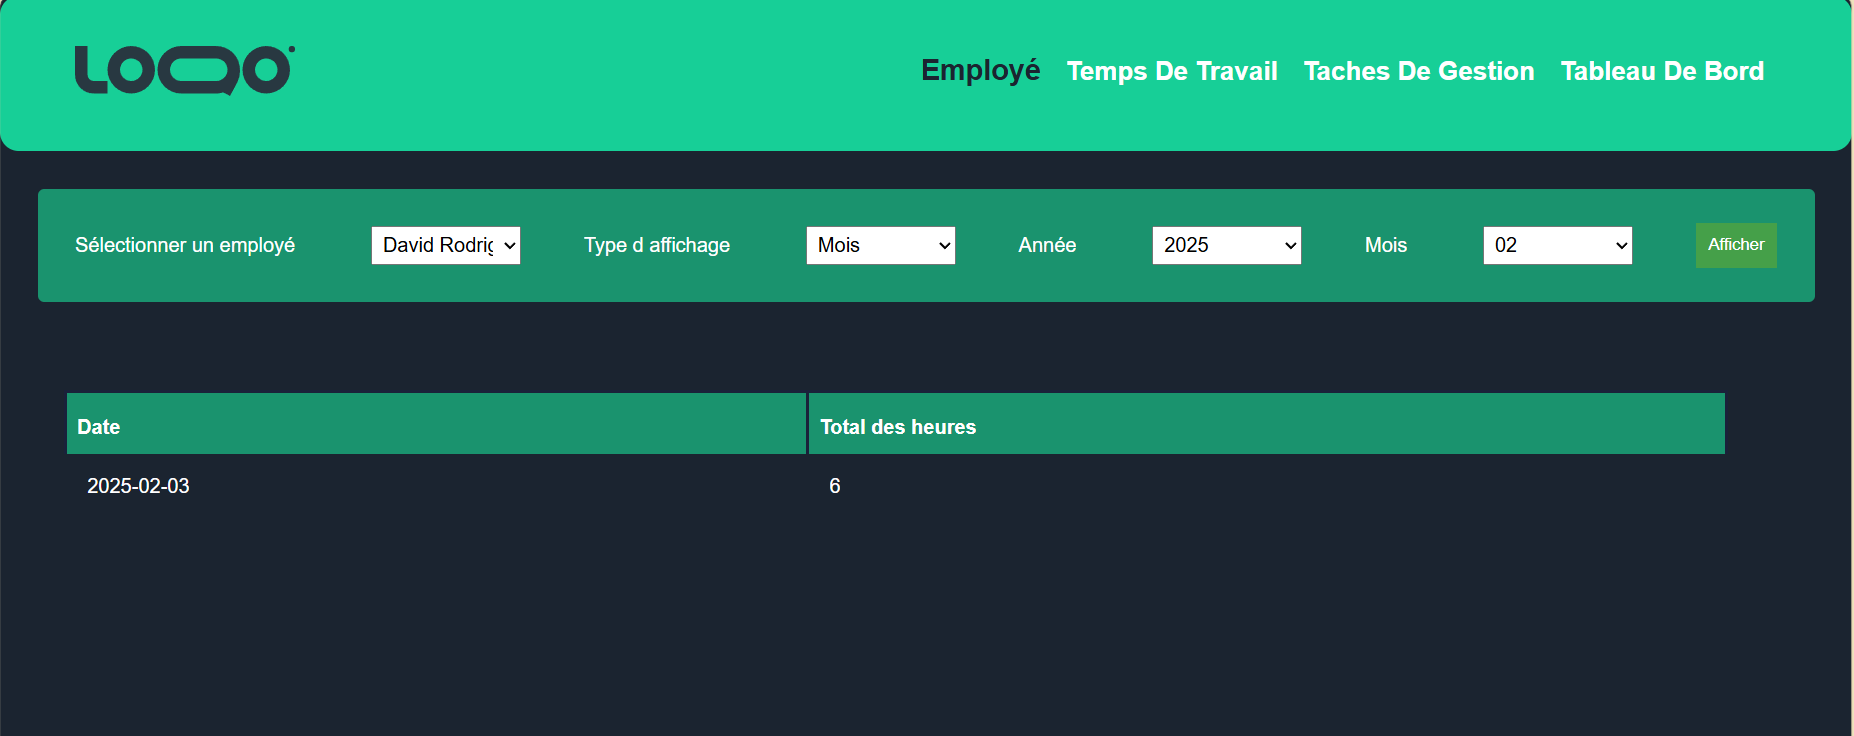 LOQO
Employé Temps De Travail Taches De Gestion Tableau De Bord
Sélectionner un employé David Rodrig Type d affichage Mois Année 2025 Mois 02 Afficher
Date Total des heures
2025-02-03 6